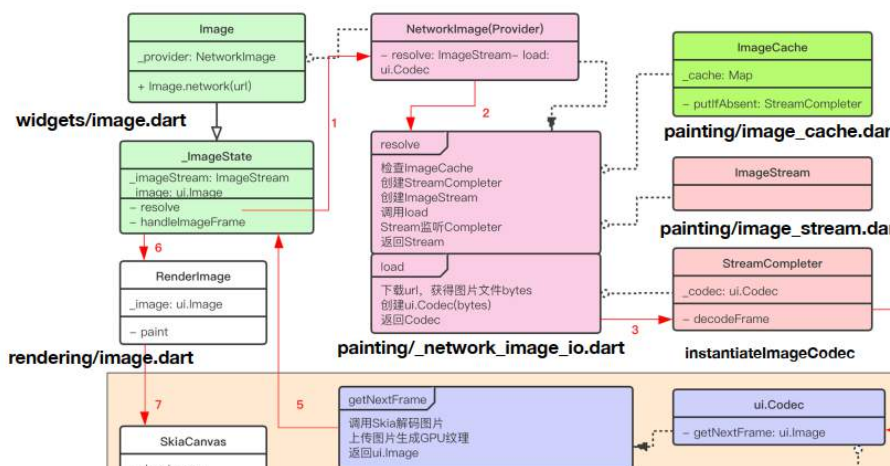 Image
_provider: NetworkImage
+ Image.network(url)
widgets/image.dart
NetworkImage(Provider)
- resolve: ImageStream- load:
ui.Codec
ImageCache
_cache: Map
- putIfAbsent: StreamCompleter
painting/image_cache.dar
1
2
_ImageState
_imageStream: ImageStream
_image: ui.Image
- resolve
- handleImageFrame
resolve
检查ImageCache
创建StreamCompleter
创建ImageStream
调用load
Stream监听Completer
返回Stream
ImageStream
painting/image_stream.dar
6
RenderImage
_image: ui.Image
- paint
rendering/image.dart
load
下载url，获得图片文件bytes
创建ui.Codec(bytes)
返回Codec
painting/_network_image_io.dart
3
StreamCompleter
_codec: ui.Codec
- decodeFrame
instantiateImageCodec
7
5
SkiaCanvas
getNextFrame
调用Skia解码图片
上传图片生成GPU纹理
返回ui.Image
ui.Codec
- getNextFrame: ui.Image